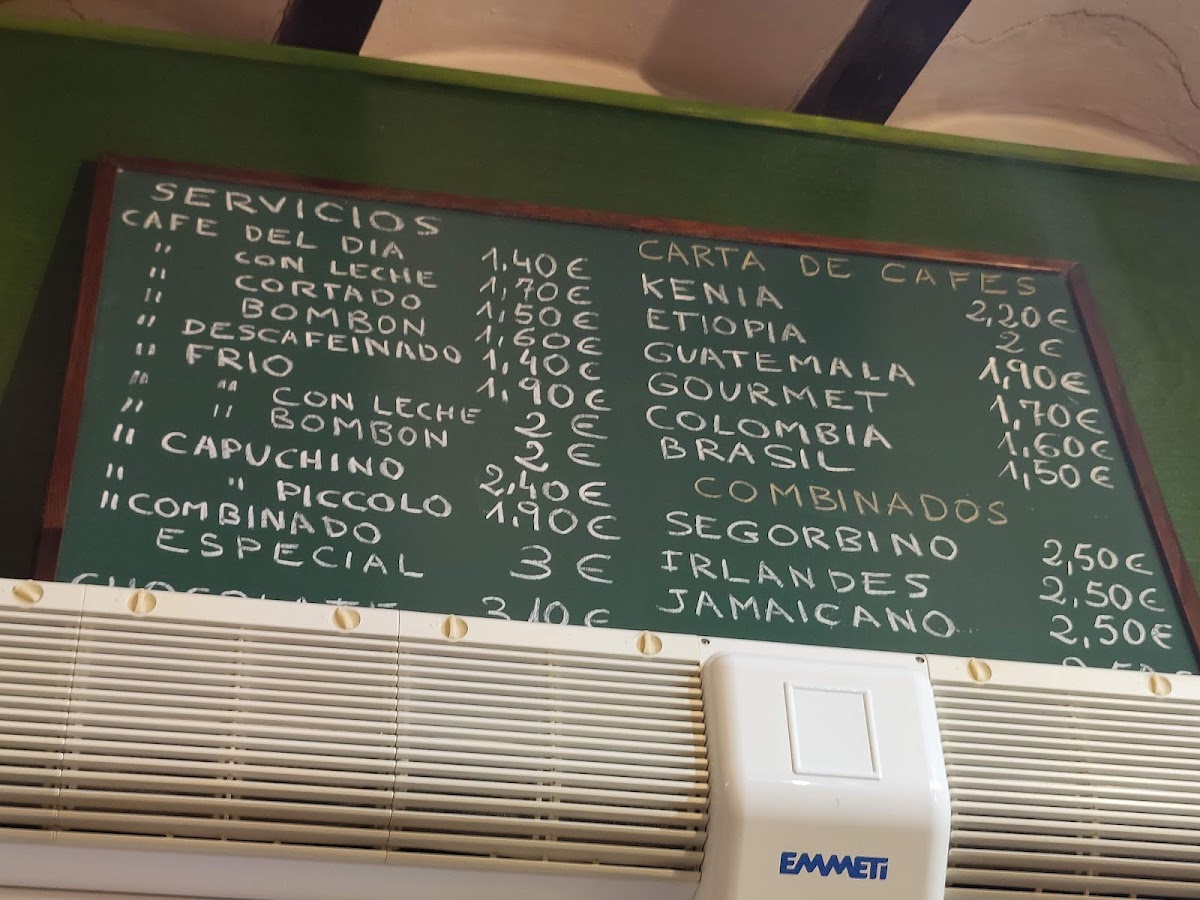 SERVICIOS
CAFE DEL DIA 1,40 €
" CON LECHE 1,70 €
" CORTADO 1,50 €
" BOMBON 1,60 €
" DESCAFEINADO 1,40 €
" FRIO 1,90 €
" " CON LECHE 2 €
" " BOMBON 2 €
" CAPUCHINO 2,40 €
" " PICCOLO 1,90 €
" COMBINADO
ESPECIAL 3 €
CHOCOLATE 3,10 €
CARTA DE CAFES
KENIA 2,20 €
ETIOPIA 2 €
GUATEMALA 1,90 €
GOURMET 1,70 €
COLOMBIA 1,60 €
BRASIL 1,50 €
COMBINADOS
SEGORBINO 2,50 €
IRLANDES 2,50 €
JAMAICANO 2,50 €
EMMETi